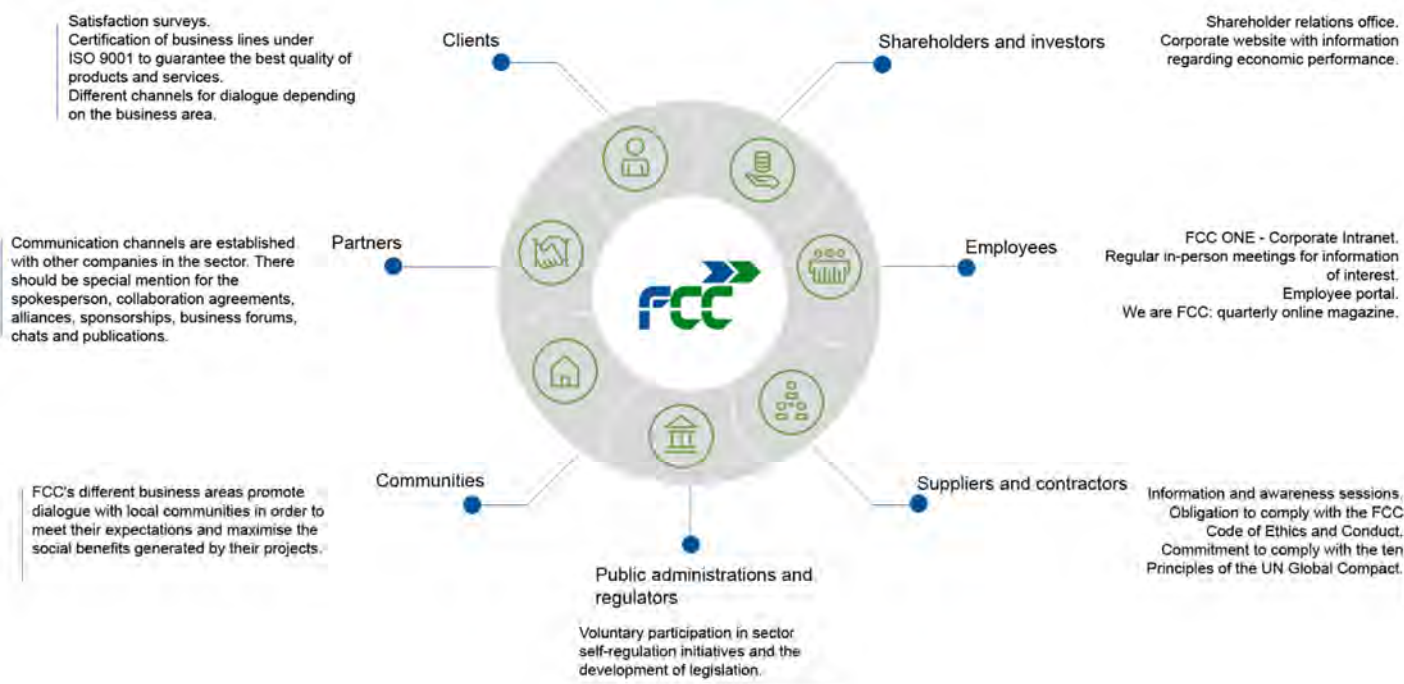 Satisfaction surveys.
Certification of business lines under
ISO 9001 to guarantee the best quality of
products and services.
Different channels for dialogue depending
on the business area.
Clients
Shareholders and investors
Shareholder relations office.
Corporate website with information
regarding economic performance.
Communication channels are established
with other companies in the sector. There
should be special mention for the
spokesperson, collaboration agreements,
alliances, sponsorships, business forums,
chats and publications.
Partners
FCC
Employees
FCC ONE - Corporate Intranet.
Regular in-person meetings for information
of interest.
Employee portal.
We are FCC: quarterly online magazine.
FCC's different business areas promote
dialogue with local communities in order to
meet their expectations and maximise the
social benefits generated by their projects.
Communities
Public administrations and
regulators
Voluntary participation in sector
self-regulation initiatives and the
development of legislation.
Suppliers and contractors
Information and awareness sessions.
Obligation to comply with the FCC
Code of Ethics and Conduct.
Commitment to comply with the ten
Principles of the UN Global Compact.